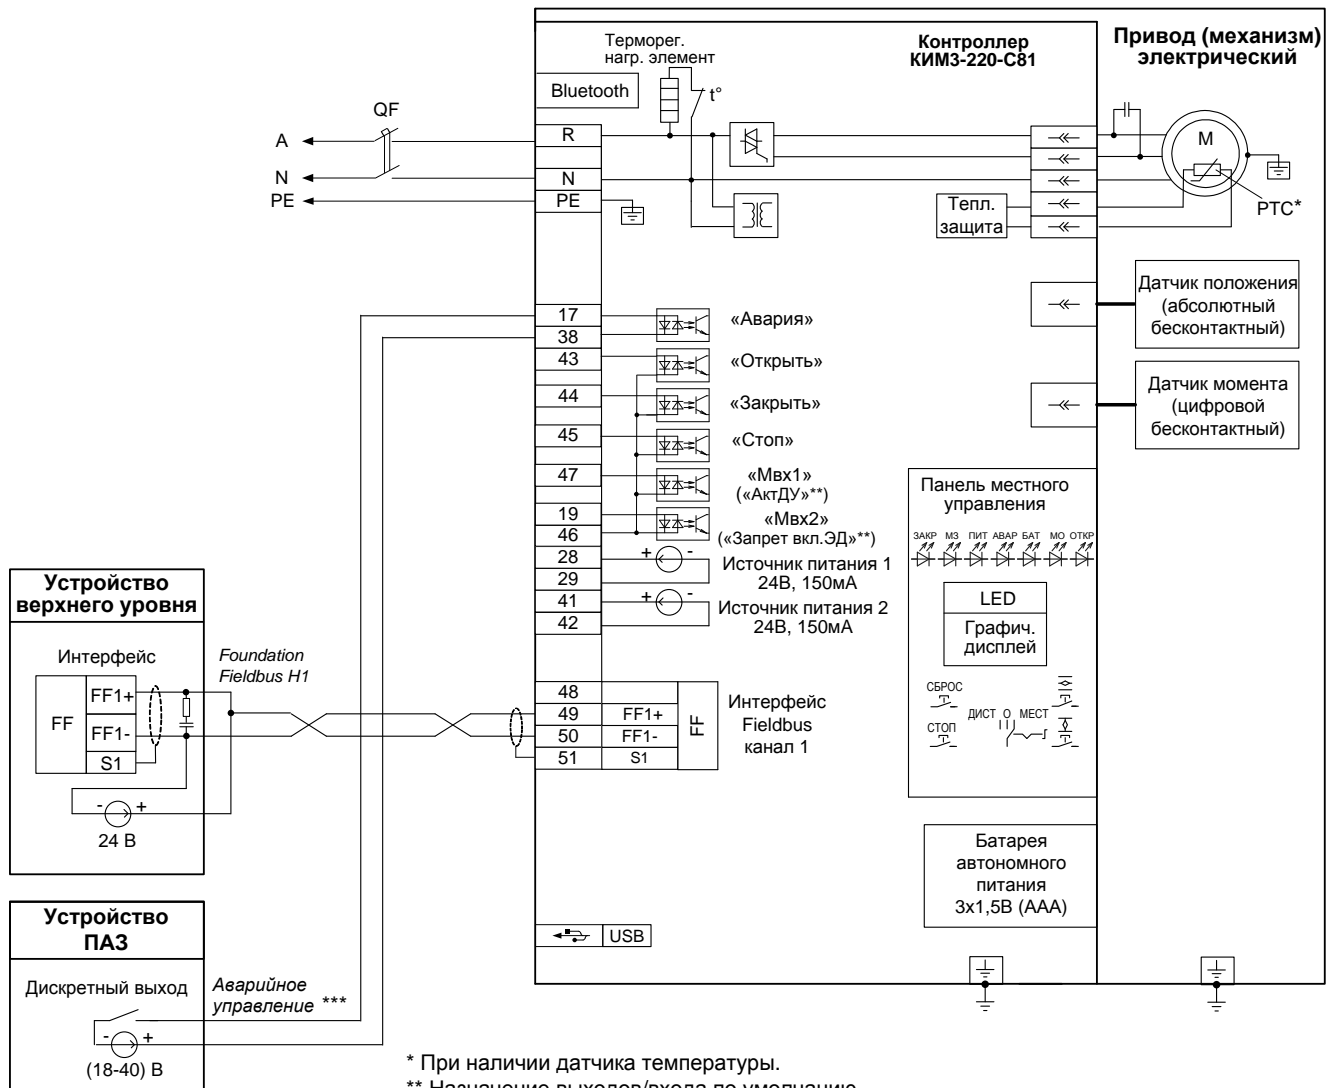 Терморег.
нагр. элемент
Контроллер
КИМ3-220-С81
Привод (механизм)
электрический
Bluetooth
t°
QF
A
N
PE
R
N
PE
M
PTC*
Тепл.
защита
Датчик положения
(абсолютный
бесконтактный)
Датчик момента
(цифровой
бесконтактный)
17
38
«Авария»
43
«Открыть»
44
«Закрыть»
45
«Стоп»
47
«Мвх1»
(«АктДУ»**)
19
46
«Мвх2»
(«Запрет вкл.ЭД»**)
28
29
+ -
Источник питания 1
24В, 150мА
41
42
+ -
Источник питания 2
24В, 150мА
Панель местного
управления
ЗАКР МЗ ПИТ АВАР БАТ МО ОТКР
LED
Графич.
дисплей
СБРОС
СТОП
ДИСТ О МЕСТ
Устройство
верхнего уровня
Интерфейс
FF
FF1+
FF1-
S1
- +
24 В
Foundation
Fieldbus H1
48
49 FF1+
50 FF1-
51 S1
FF
Интерфейс
Fieldbus
канал 1
Батарея
автономного
питания
3x1,5В (ААА)
USB
Устройство
ПАЗ
Дискретный выход
- +
(18-40) В
Аварийное
управление ***
* При наличии датчика температуры.
** Назначение выходов/входа по умолчанию